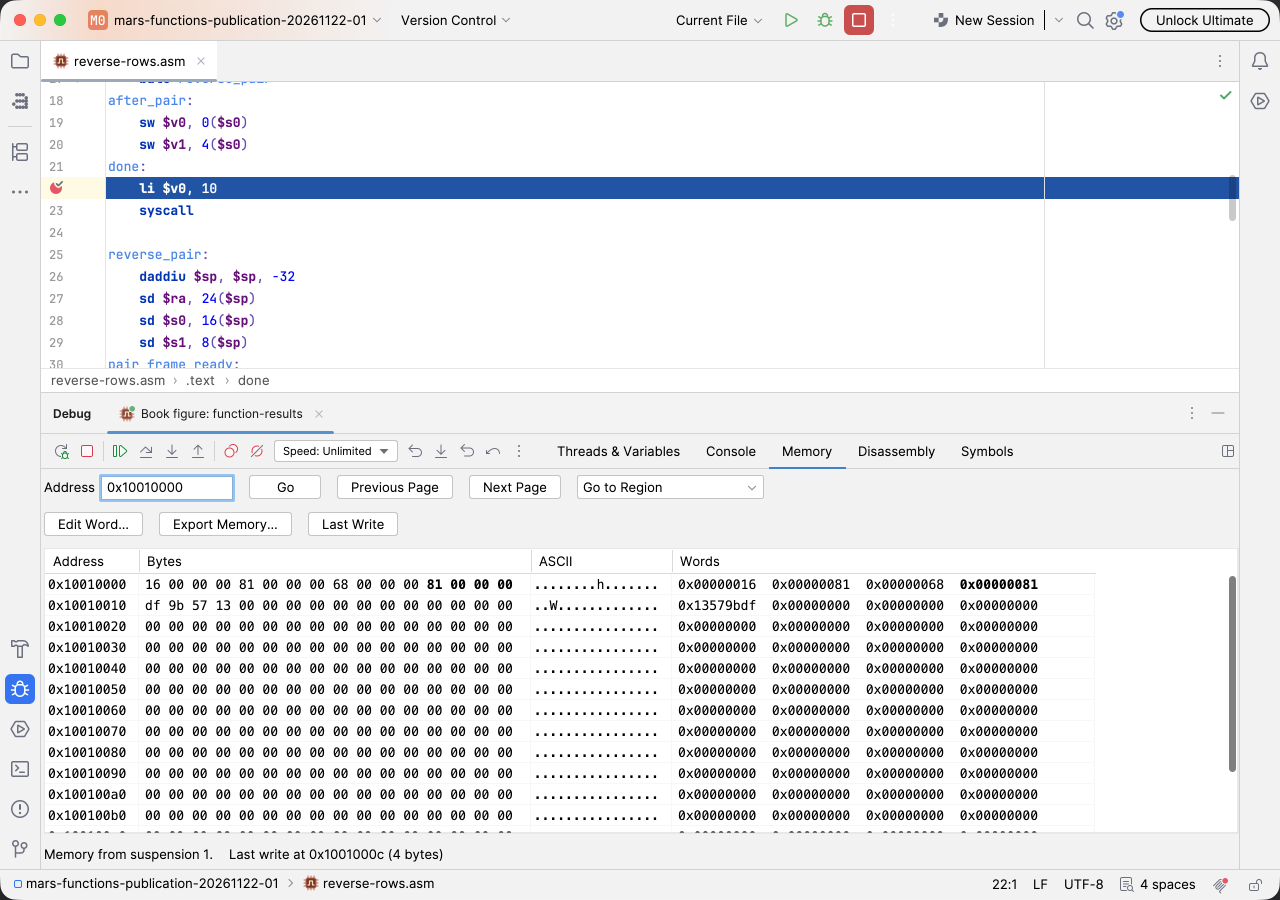 M0 mars-functions-publication-20261122-01 Version Control Current File New Session Unlock Ultimate
reverse-rows.asm
18 after_pair:
19 sw $v0, 0($s0)
20 sw $v1, 4($s0)
21 done:
li $v0, 10
23 syscall
24
25 reverse_pair:
26 daddiu $sp, $sp, -32
27 sd $ra, 24($sp)
28 sd $s0, 16($sp)
29 sd $s1, 8($sp)
30 pair_frame_ready:
reverse-rows.asm › .text › done
Debug Book figure: function-results
Speed: Unlimited Threads & Variables Console Memory Disassembly Symbols
Address 0x10010000 Go Previous Page Next Page Go to Region
Edit Word... Export Memory... Last Write
Address Bytes ASCII Words
0x10010000 16 00 00 00 81 00 00 00 68 00 00 00 81 00 00 00 ........h....... 0x00000016 0x00000081 0x00000068 0x00000081
0x10010010 df 9b 57 13 00 00 00 00 00 00 00 00 00 00 00 00 ..W............. 0x13579bdf 0x00000000 0x00000000 0x00000000
0x10010020 00 00 00 00 00 00 00 00 00 00 00 00 00 00 00 00 ................ 0x00000000 0x00000000 0x00000000 0x00000000
0x10010030 00 00 00 00 00 00 00 00 00 00 00 00 00 00 00 00 ................ 0x00000000 0x00000000 0x00000000 0x00000000
0x10010040 00 00 00 00 00 00 00 00 00 00 00 00 00 00 00 00 ................ 0x00000000 0x00000000 0x00000000 0x00000000
0x10010050 00 00 00 00 00 00 00 00 00 00 00 00 00 00 00 00 ................ 0x00000000 0x00000000 0x00000000 0x00000000
0x10010060 00 00 00 00 00 00 00 00 00 00 00 00 00 00 00 00 ................ 0x00000000 0x00000000 0x00000000 0x00000000
0x10010070 00 00 00 00 00 00 00 00 00 00 00 00 00 00 00 00 ................ 0x00000000 0x00000000 0x00000000 0x00000000
0x10010080 00 00 00 00 00 00 00 00 00 00 00 00 00 00 00 00 ................ 0x00000000 0x00000000 0x00000000 0x00000000
0x10010090 00 00 00 00 00 00 00 00 00 00 00 00 00 00 00 00 ................ 0x00000000 0x00000000 0x00000000 0x00000000
0x100100a0 00 00 00 00 00 00 00 00 00 00 00 00 00 00 00 00 ................ 0x00000000 0x00000000 0x00000000 0x00000000
0x100100b0 00 00 00 00 00 00 00 00 00 00 00 00 00 00 00 00 ................ 0x00000000 0x00000000 0x00000000 0x00000000
Memory from suspension 1. Last write at 0x1001000c (4 bytes)
mars-functions-publication-20261122-01 › reverse-rows.asm 22:1 LF UTF-8 4 spaces